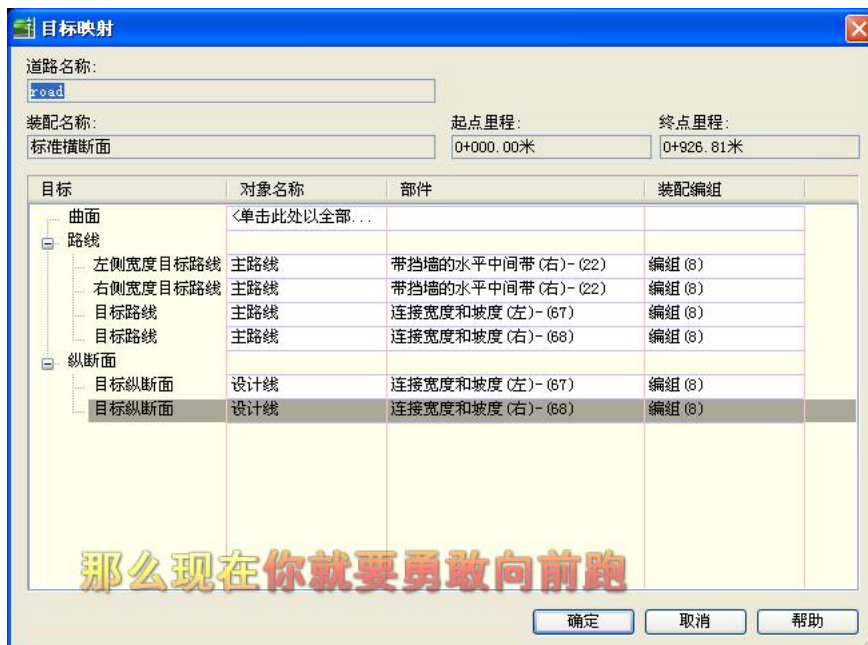 目标映射
道路名称:
road
装配名称:
起点里程:
终点里程:
标准横断面
0+000.00米
0+926.81米
目标 对象名称 部件 装配编组
曲面 <单击此处以全部...
路线
左侧宽度目标路线 主路线 带挡墙的水平中间带(右)-(22) 编组(8)
右侧宽度目标路线 主路线 带挡墙的水平中间带(右)-(22) 编组(8)
目标路线 主路线 连接宽度和坡度(左)-(67) 编组(8)
目标路线 主路线 连接宽度和坡度(右)-(68) 编组(8)
纵断面
目标纵断面 设计线 连接宽度和坡度(左)-(67) 编组(8)
目标纵断面 设计线 连接宽度和坡度(右)-(68) 编组(8)
那么现在你就要勇敢向前跑
确定 取消 帮助